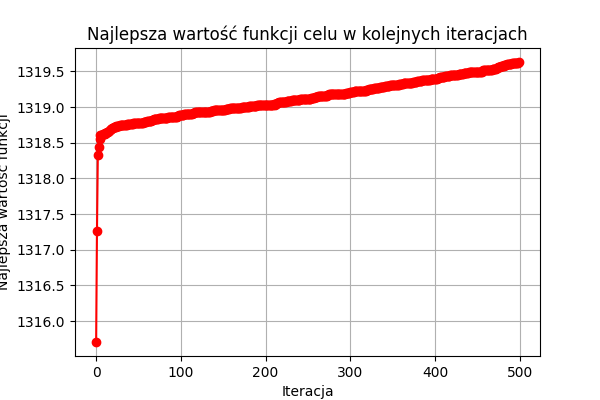 Najlepsza wartość funkcji celu w kolejnych iteracjach
Najlepsza wartość funkcji
1319.5
1319.0
1318.5
1318.0
1317.5
1317.0
1316.5
1316.0
0 100 200 300 400 500
Iteracja